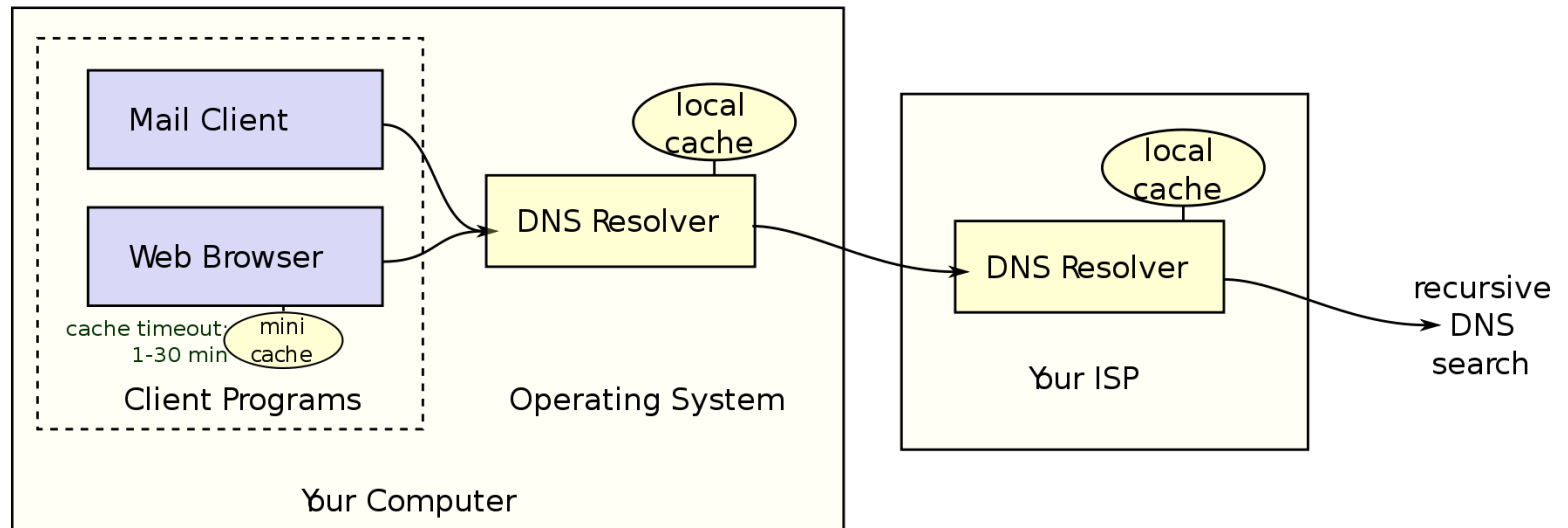 Mail Client
Web Browser
cache timeout:
1-30 min
mini
cache
Client Programs
local
cache
DNS Resolver
Operating System
Your Computer
local
cache
DNS Resolver
Your ISP
recursive
DNS
search